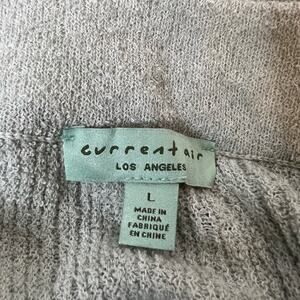 current air
LOS ANGELES
L
MADE IN
CHINA
FABRIQUÉ
EN CHINE